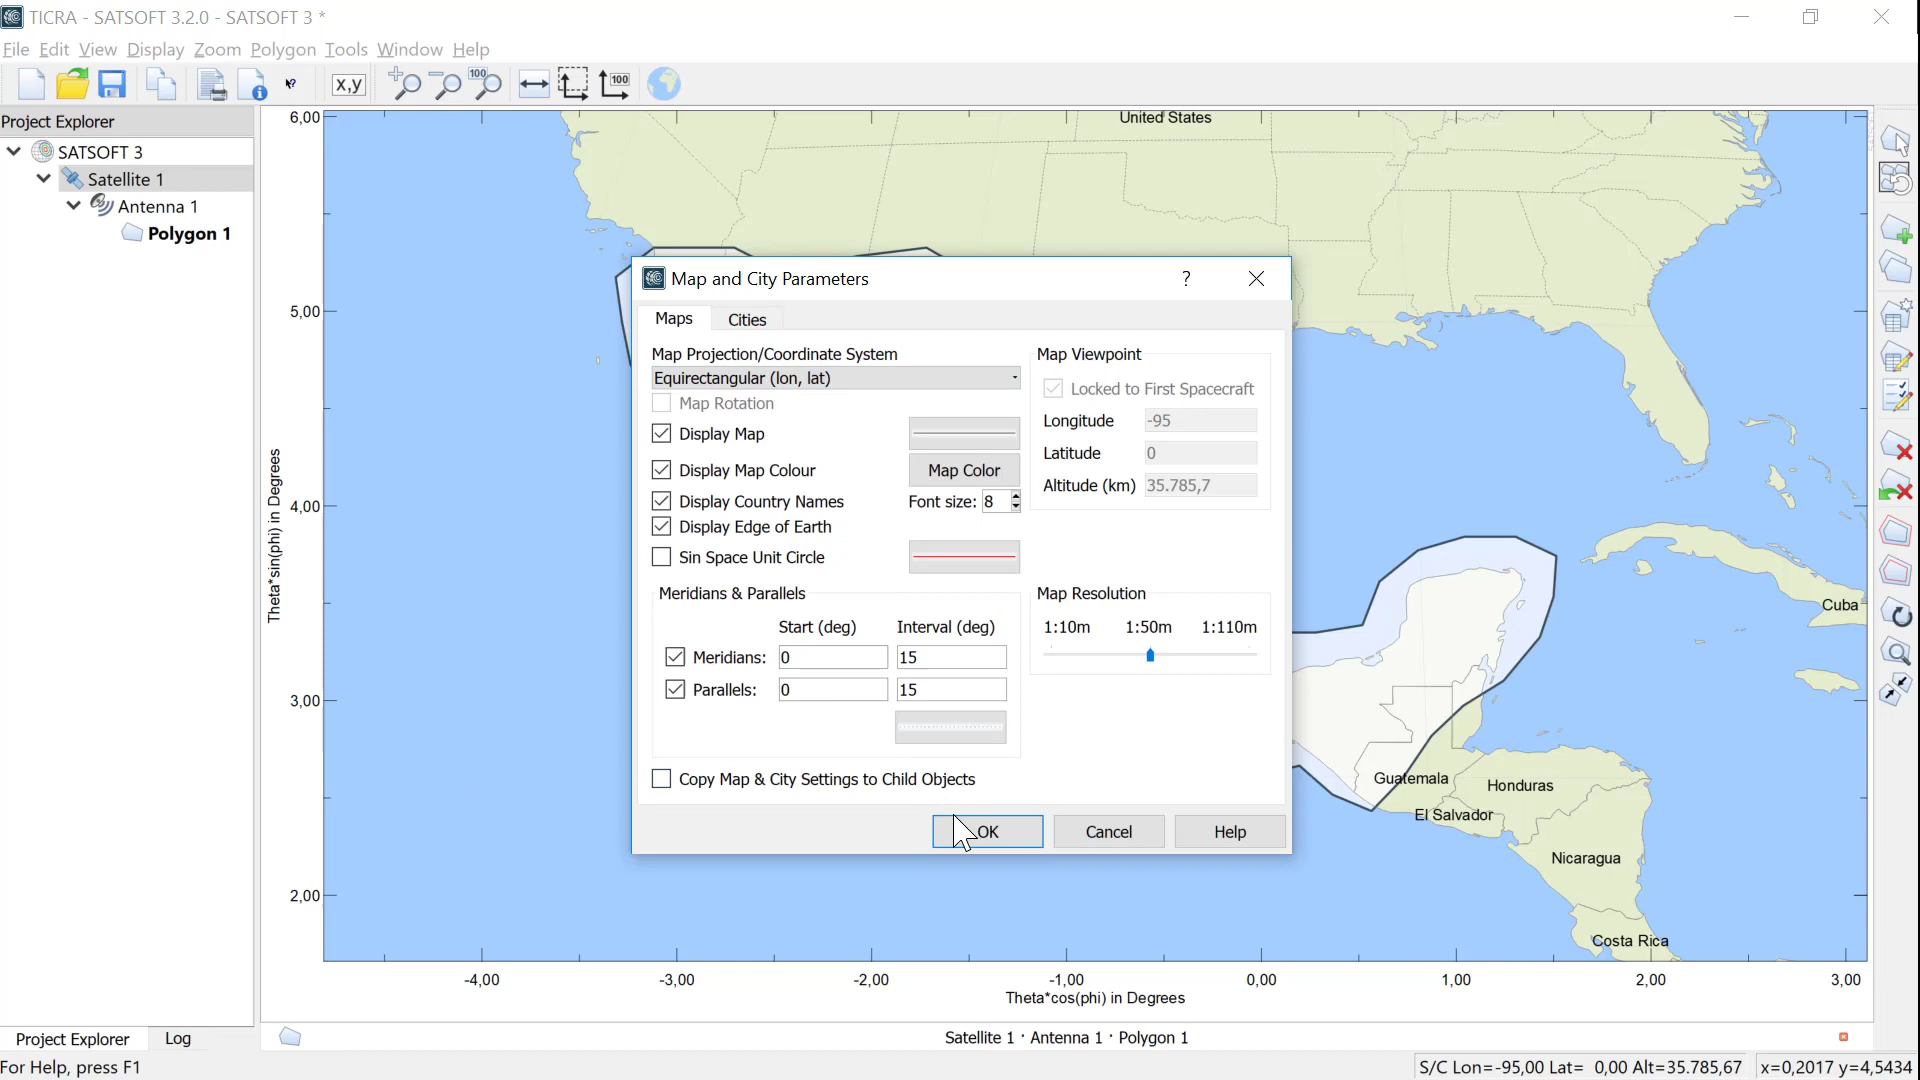 TICRA - SATSOFT 3.2.0 - SATSOFT 3 *
File Edit View Display Zoom Polygon Tools Window Help
x,y 100 100
Project Explorer
SATSOFT 3
Satellite 1
Antenna 1
Polygon 1
6,00
5,00
4,00
3,00
2,00
Theta*sin(phi) in Degrees
United States
Cuba
Guatemala
Honduras
El Salvador
Nicaragua
Costa Rica
Map and City Parameters
?
Maps Cities
Map Projection/Coordinate System
Equirectangular (lon, lat)
Map Rotation
Display Map
Display Map Colour Map Color
Display Country Names Font size: 8
Display Edge of Earth
Sin Space Unit Circle
Map Viewpoint
Locked to First Spacecraft
Longitude -95
Latitude 0
Altitude (km) 35.785,7
Meridians & Parallels
Start (deg) Interval (deg)
Meridians: 0 15
Parallels: 0 15
Map Resolution
1:10m 1:50m 1:110m
Copy Map & City Settings to Child Objects
OK Cancel Help
-4,00 -3,00 -2,00 -1,00 0,00 1,00 2,00 3,00
Theta*cos(phi) in Degrees
Project Explorer Log
Satellite 1 · Antenna 1 · Polygon 1
For Help, press F1
S/C Lon=-95,00 Lat= 0,00 Alt=35.785,67 x=0,2017 y=4,5434